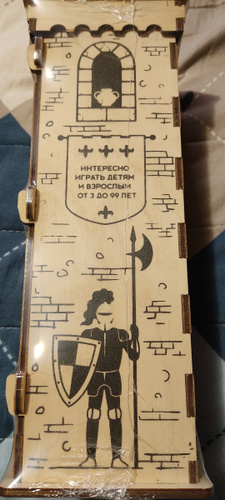 ИНТЕРЕСНО
ИГРАТЬ ДЕТЯМ
И ВЗРОСЛЫМ
ОТ 3 ДО 99 ЛЕТ